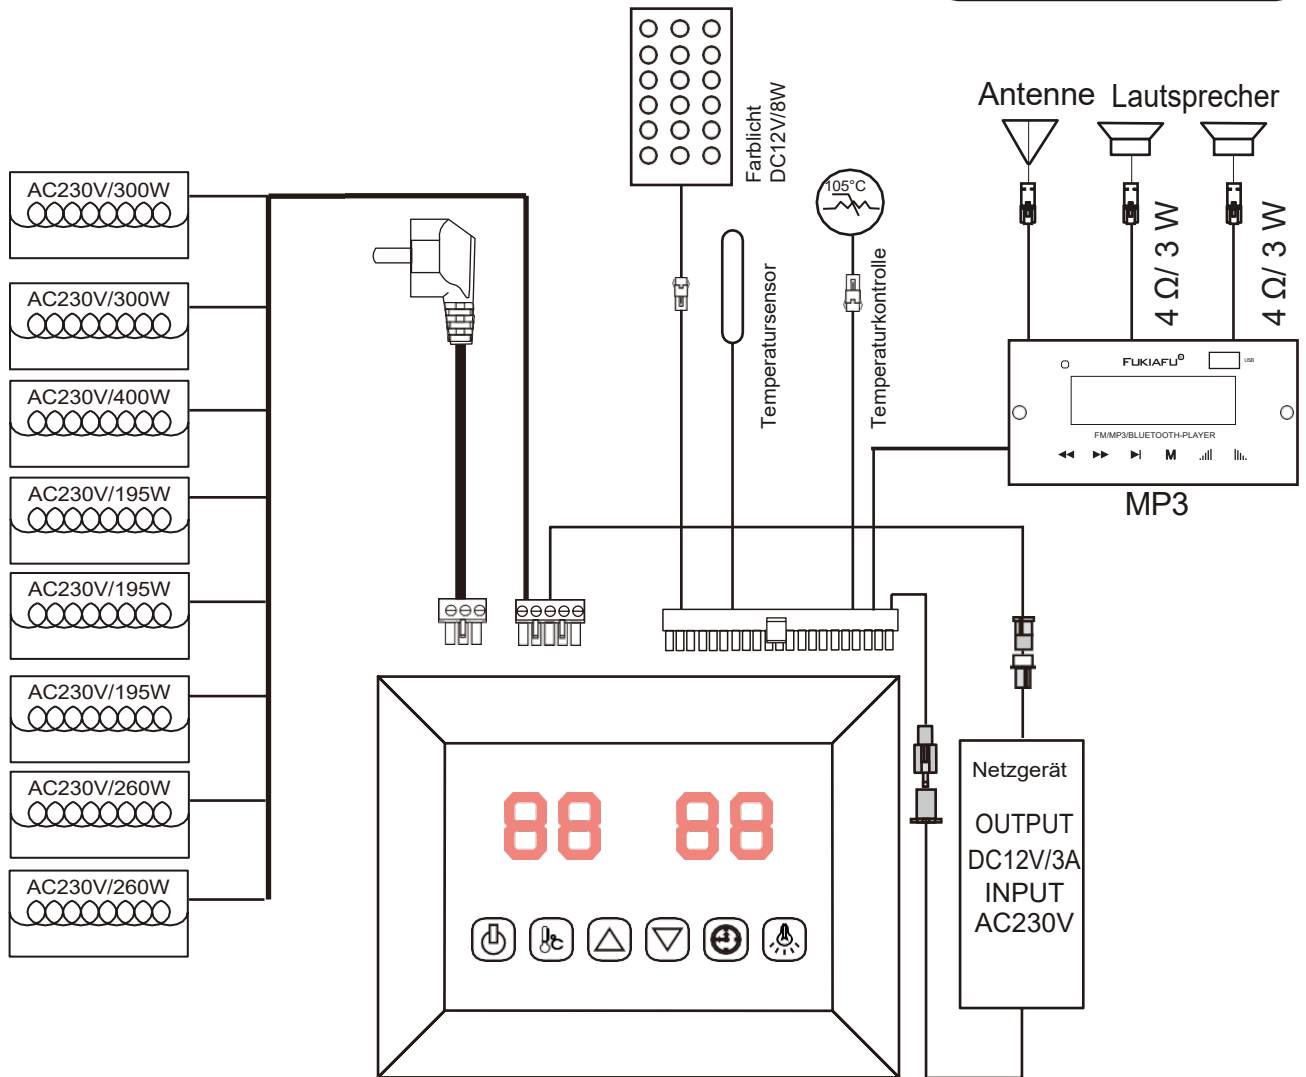 AC230V/300W
AC230V/300W
AC230V/400W
AC230V/195W
AC230V/195W
AC230V/195W
AC230V/260W
AC230V/260W
Farblicht
DC12V/8W
Temperatursensor
105°C
Temperaturkontrolle
Antenne
Lautsprecher
4 Ω/ 3 W
4 Ω/ 3 W
FUKIAFU®
USB
FM/MP3/BLUETOOTH-PLAYER
M
MP3
88 88
°C
Netzgerät
OUTPUT
DC12V/3A
INPUT
AC230V